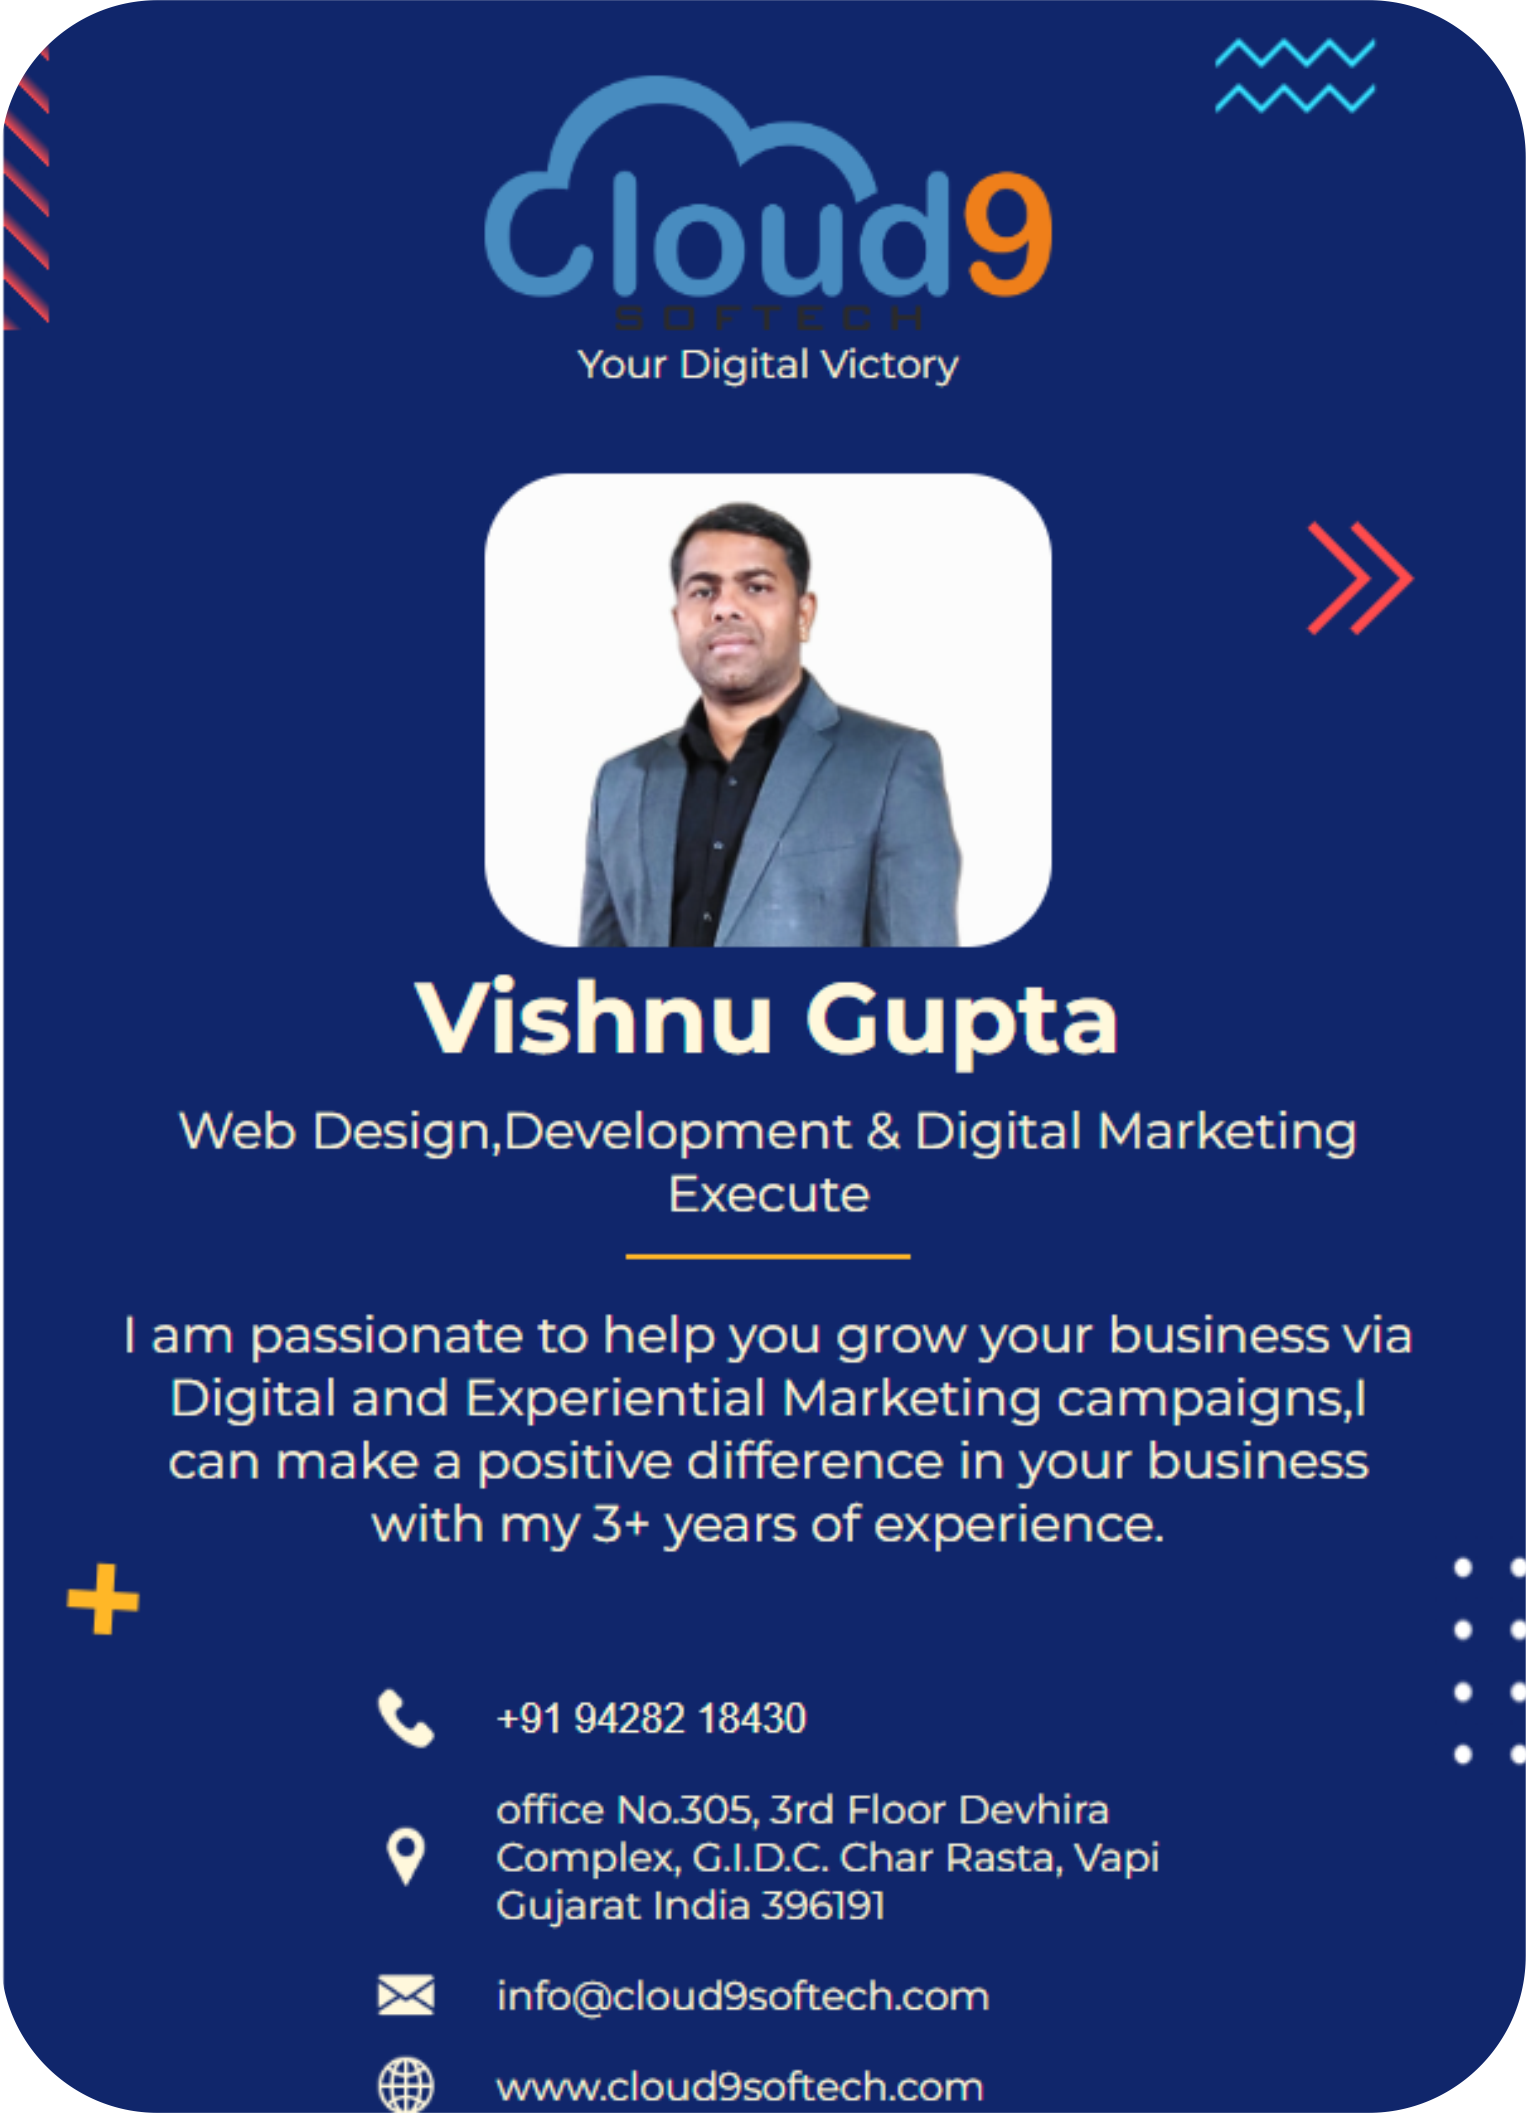 Cloud9
SOFTECH
Your Digital Victory
Vishnu Gupta
Web Design,Development & Digital Marketing
Execute
I am passionate to help you grow your business via
Digital and Experiential Marketing campaigns,I
can make a positive difference in your business
with my 3+ years of experience.
+91 94282 18430
office No.305, 3rd Floor Devhira
Complex, G.I.D.C. Char Rasta, Vapi
Gujarat India 396191
info@cloud9softech.com
www.cloud9softech.com